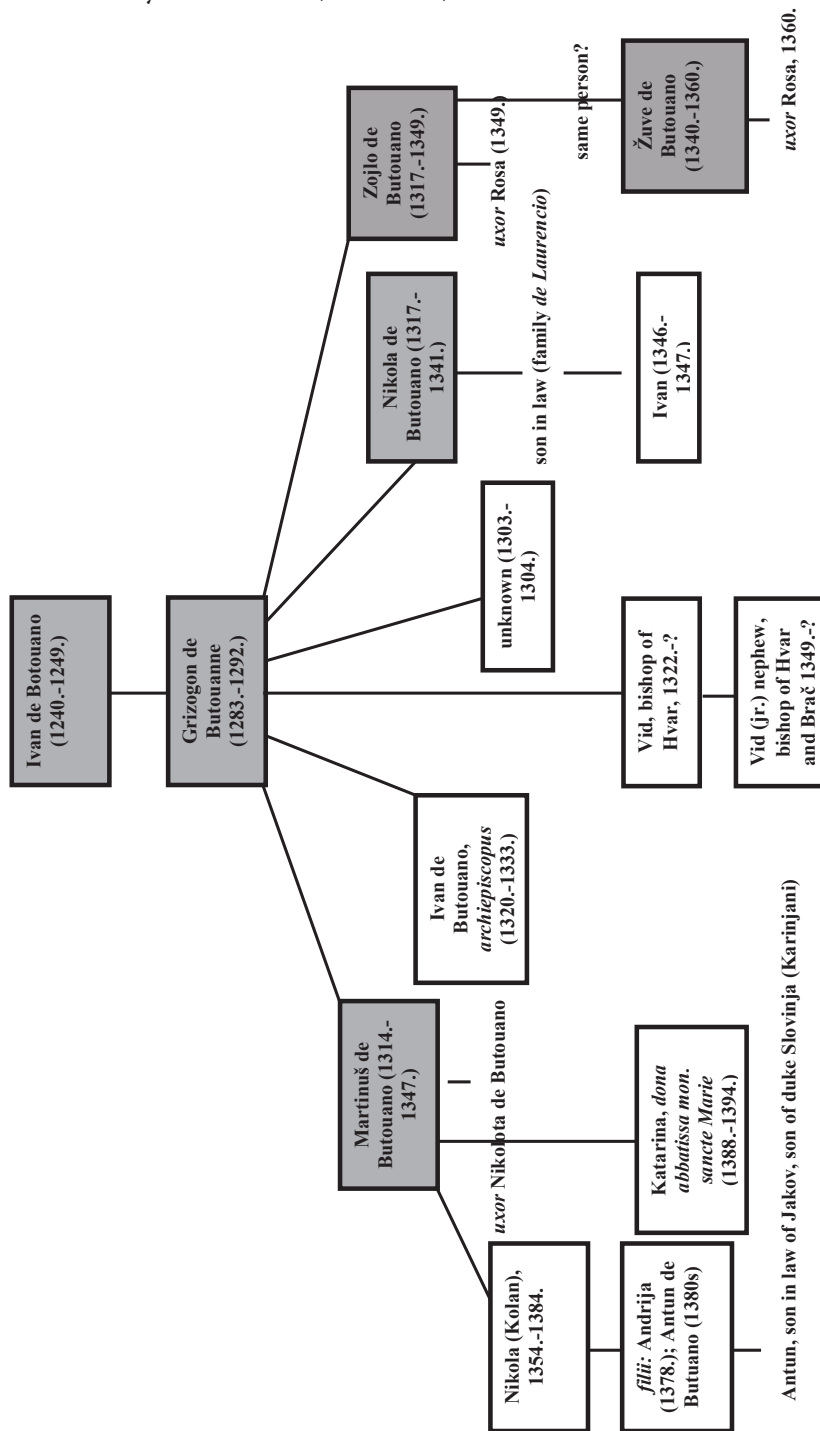 Ivan de Botouano
(1240.-1249.)
Grizogon de
Butouanne
(1283.-1292.)
Martinuš de
Butouano (1314.-
1347.)
uxor Nikolota de Butouano
Nikola (Kolan),
1354.-1384.
filii: Andrija
(1378.); Antun de
Butuano (1380s)
Antun, son in law of Jakov, son of duke Slovinja (Karinjani)
Katarina, dona
abbatissa mon.
sancte Marie
(1388.-1394.)
Ivan de
Butouano,
archiepiscopus
(1320.-1333.)
Vid, bishop of
Hvar, 1322.-?
Vid (jr.) nephew,
bishop of Hvar
and Brač 1349.-?
unknown (1303.-
1304.)
Nikola de
Butouano (1317.-
1341.)
son in law (family de Laurencio)
Ivan (1346.-
1347.)
Zojlo de
Butouano
(1317.-1349.)
uxor Rosa (1349.)
same person?
Žuve de
Butouano
(1340.-1360.)
uxor Rosa, 1360.